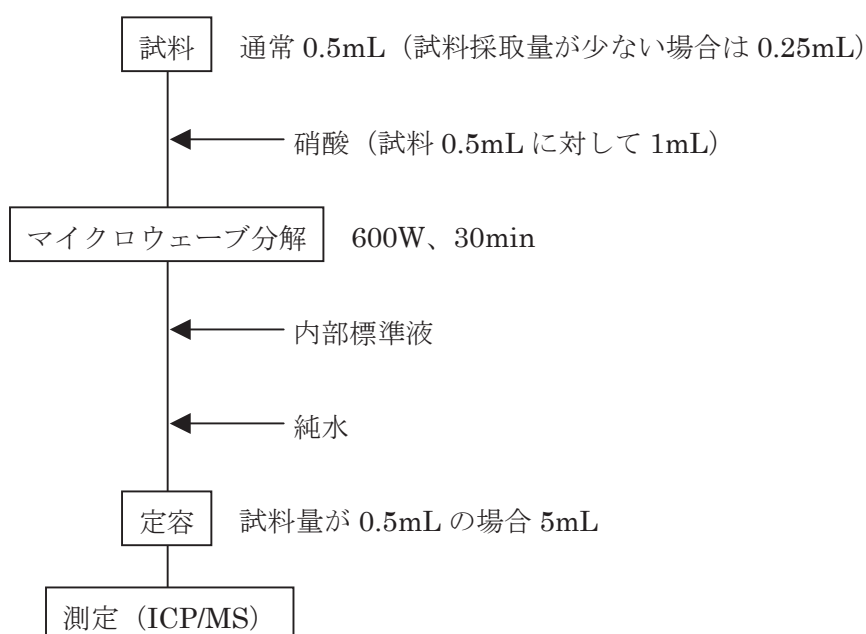 試料 通常 0.5mL（試料採取量が少ない場合は 0.25mL）
硝酸（試料 0.5mL に対して 1mL）
マイクロウェーブ分解 600W、30min
内部標準液
純水
定容 試料量が 0.5mL の場合 5mL
測定（ICP/MS）